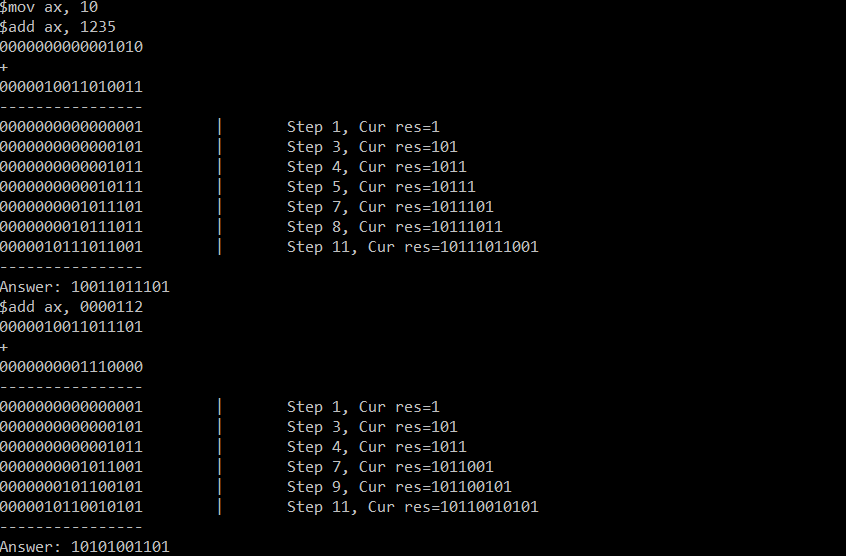 $mov ax, 10
$add ax, 1235
0000000000001010
+
0000010011010011
----------------
0000000000000001 | Step 1, Cur res=1
0000000000000101 | Step 3, Cur res=101
0000000000001011 | Step 4, Cur res=1011
0000000000010111 | Step 5, Cur res=10111
0000000001011101 | Step 7, Cur res=1011101
0000000010111011 | Step 8, Cur res=10111011
0000010111011001 | Step 11, Cur res=10111011001
----------------
Answer: 10011011101
$add ax, 0000112
0000010011011101
+
0000000001110000
----------------
0000000000000001 | Step 1, Cur res=1
0000000000000101 | Step 3, Cur res=101
0000000000001011 | Step 4, Cur res=1011
0000000001011001 | Step 7, Cur res=1011001
0000000101100101 | Step 9, Cur res=101100101
0000010110010101 | Step 11, Cur res=10110010101
----------------
Answer: 10101001101